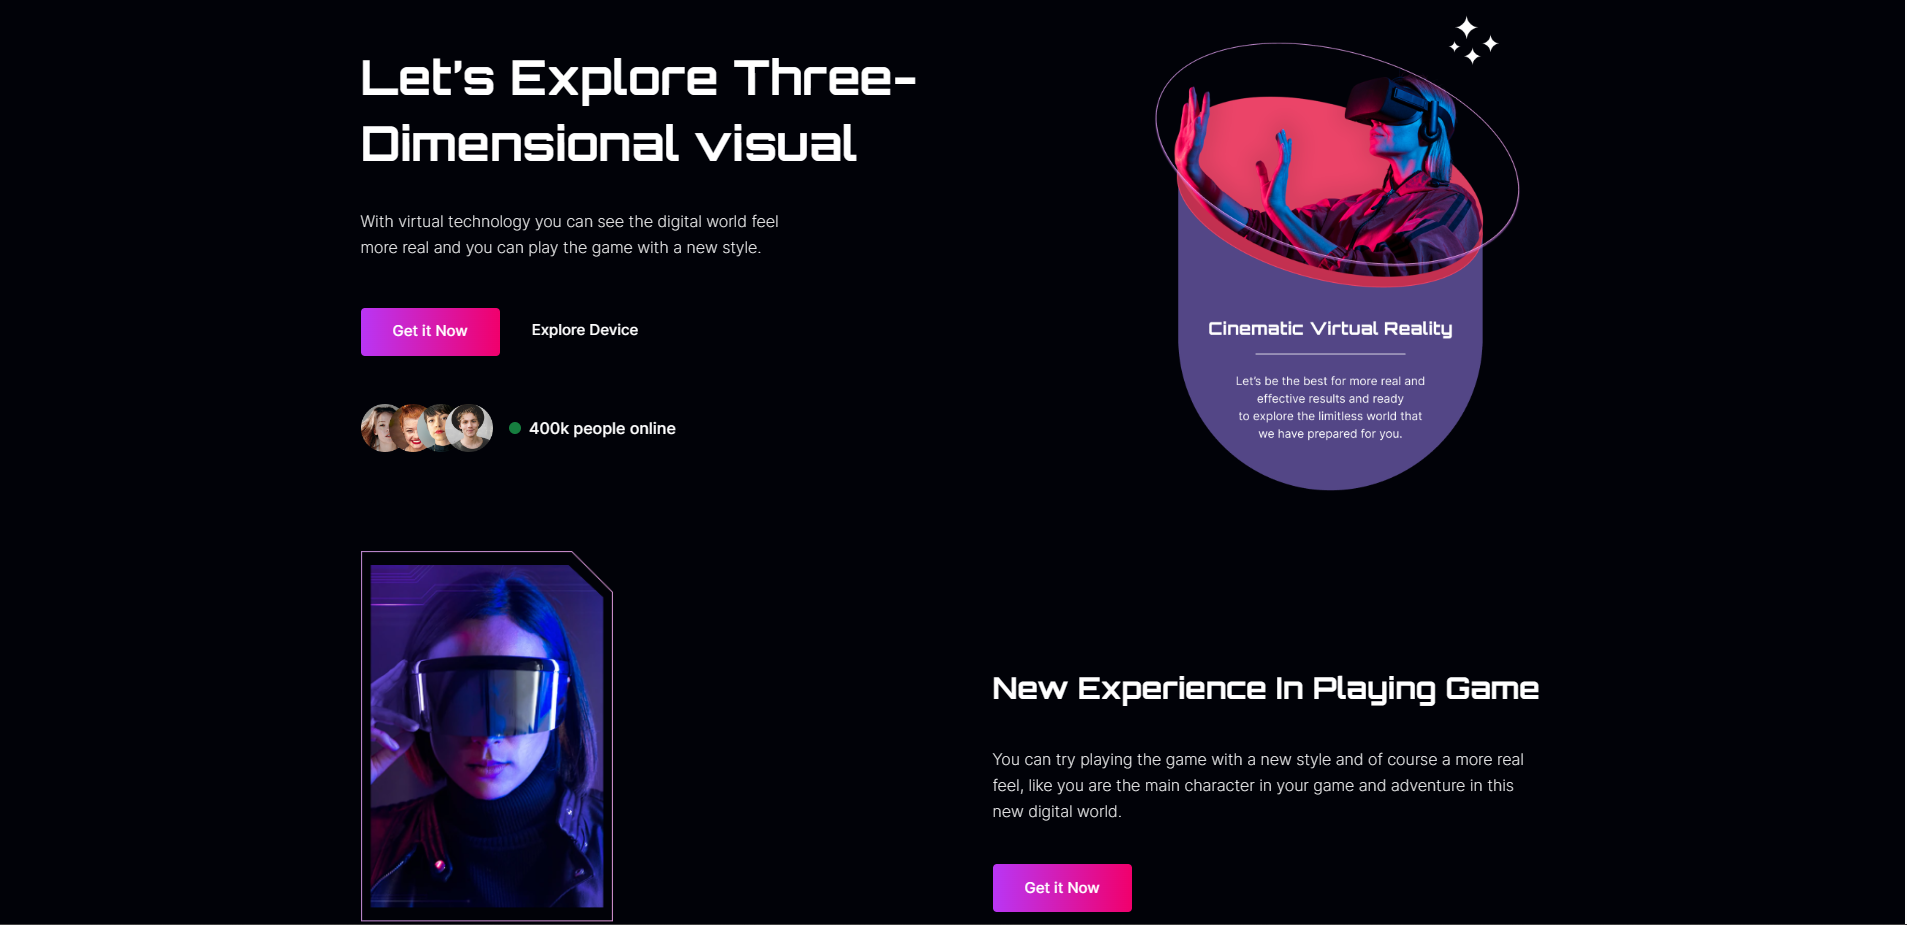 Let's Explore Three-
Dimensional visual
With virtual technology you can see the digital world feel
more real and you can play the game with a new style.
Get it Now
Explore Device
400k people online
Cinematic Virtual Reality
Let's be the best for more real and
effective results and ready
to explore the limitless world that
we have prepared for you.
New Experience In Playing Game
You can try playing the game with a new style and of course a more real
feel, like you are the main character in your game and adventure in this
new digital world.
Get it Now